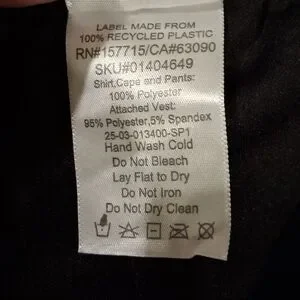 LABEL MADE FROM
100% RECYCLED PLASTIC
RN#157715/CA#63090
SKU#01404649
Shirt,Cape and Pants:
100% Polyester
Attached Vest:
95% Polyester,5% Spandex
25-03-013400-SP1
Hand Wash Cold
Do Not Bleach
Lay Flat to Dry
Do Not Iron
Do Not Dry Clean